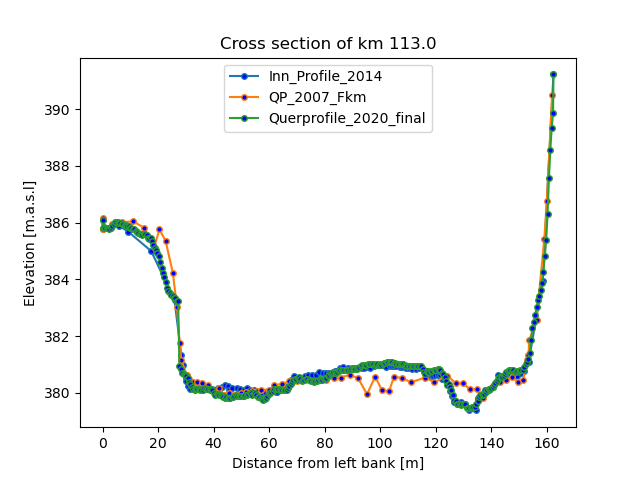 Cross section of km 113.0
Inn_Profile_2014
QP_2007_Fkm
Querprofile_2020_final
Elevation [m.a.s.l]
390
388
386
384
382
380
0 20 40 60 80 100 120 140 160
Distance from left bank [m]